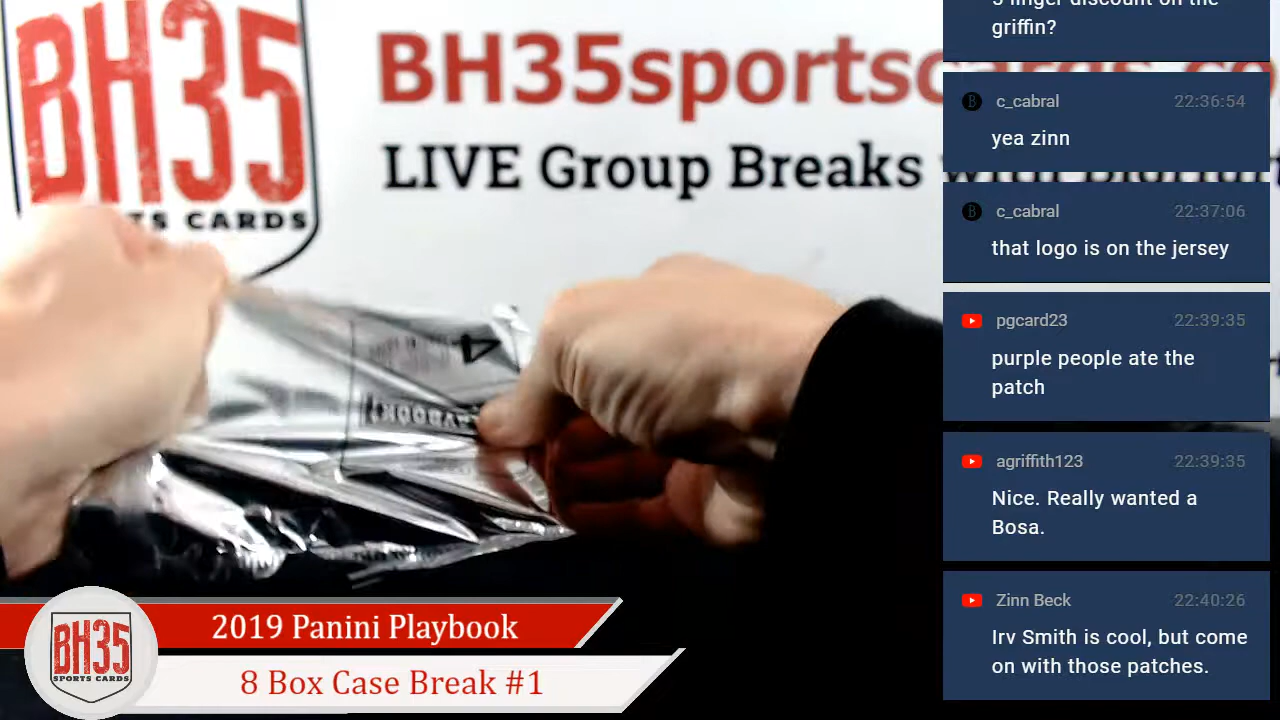 BH35
SPORTS CARDS
BH35sportsc
LIVE Group Breaks
griffin?
c_cabral 22:36:54
yea zinn
c_cabral 22:37:06
that logo is on the jersey
pgcard23 22:39:35
purple people ate the
patch
agriffith123 22:39:35
Nice. Really wanted a
Bosa.
Zinn Beck 22:40:26
Irv Smith is cool, but come
on with those patches.
2019 Panini Playbook
8 Box Case Break #1
BH35
SPORTS CARDS